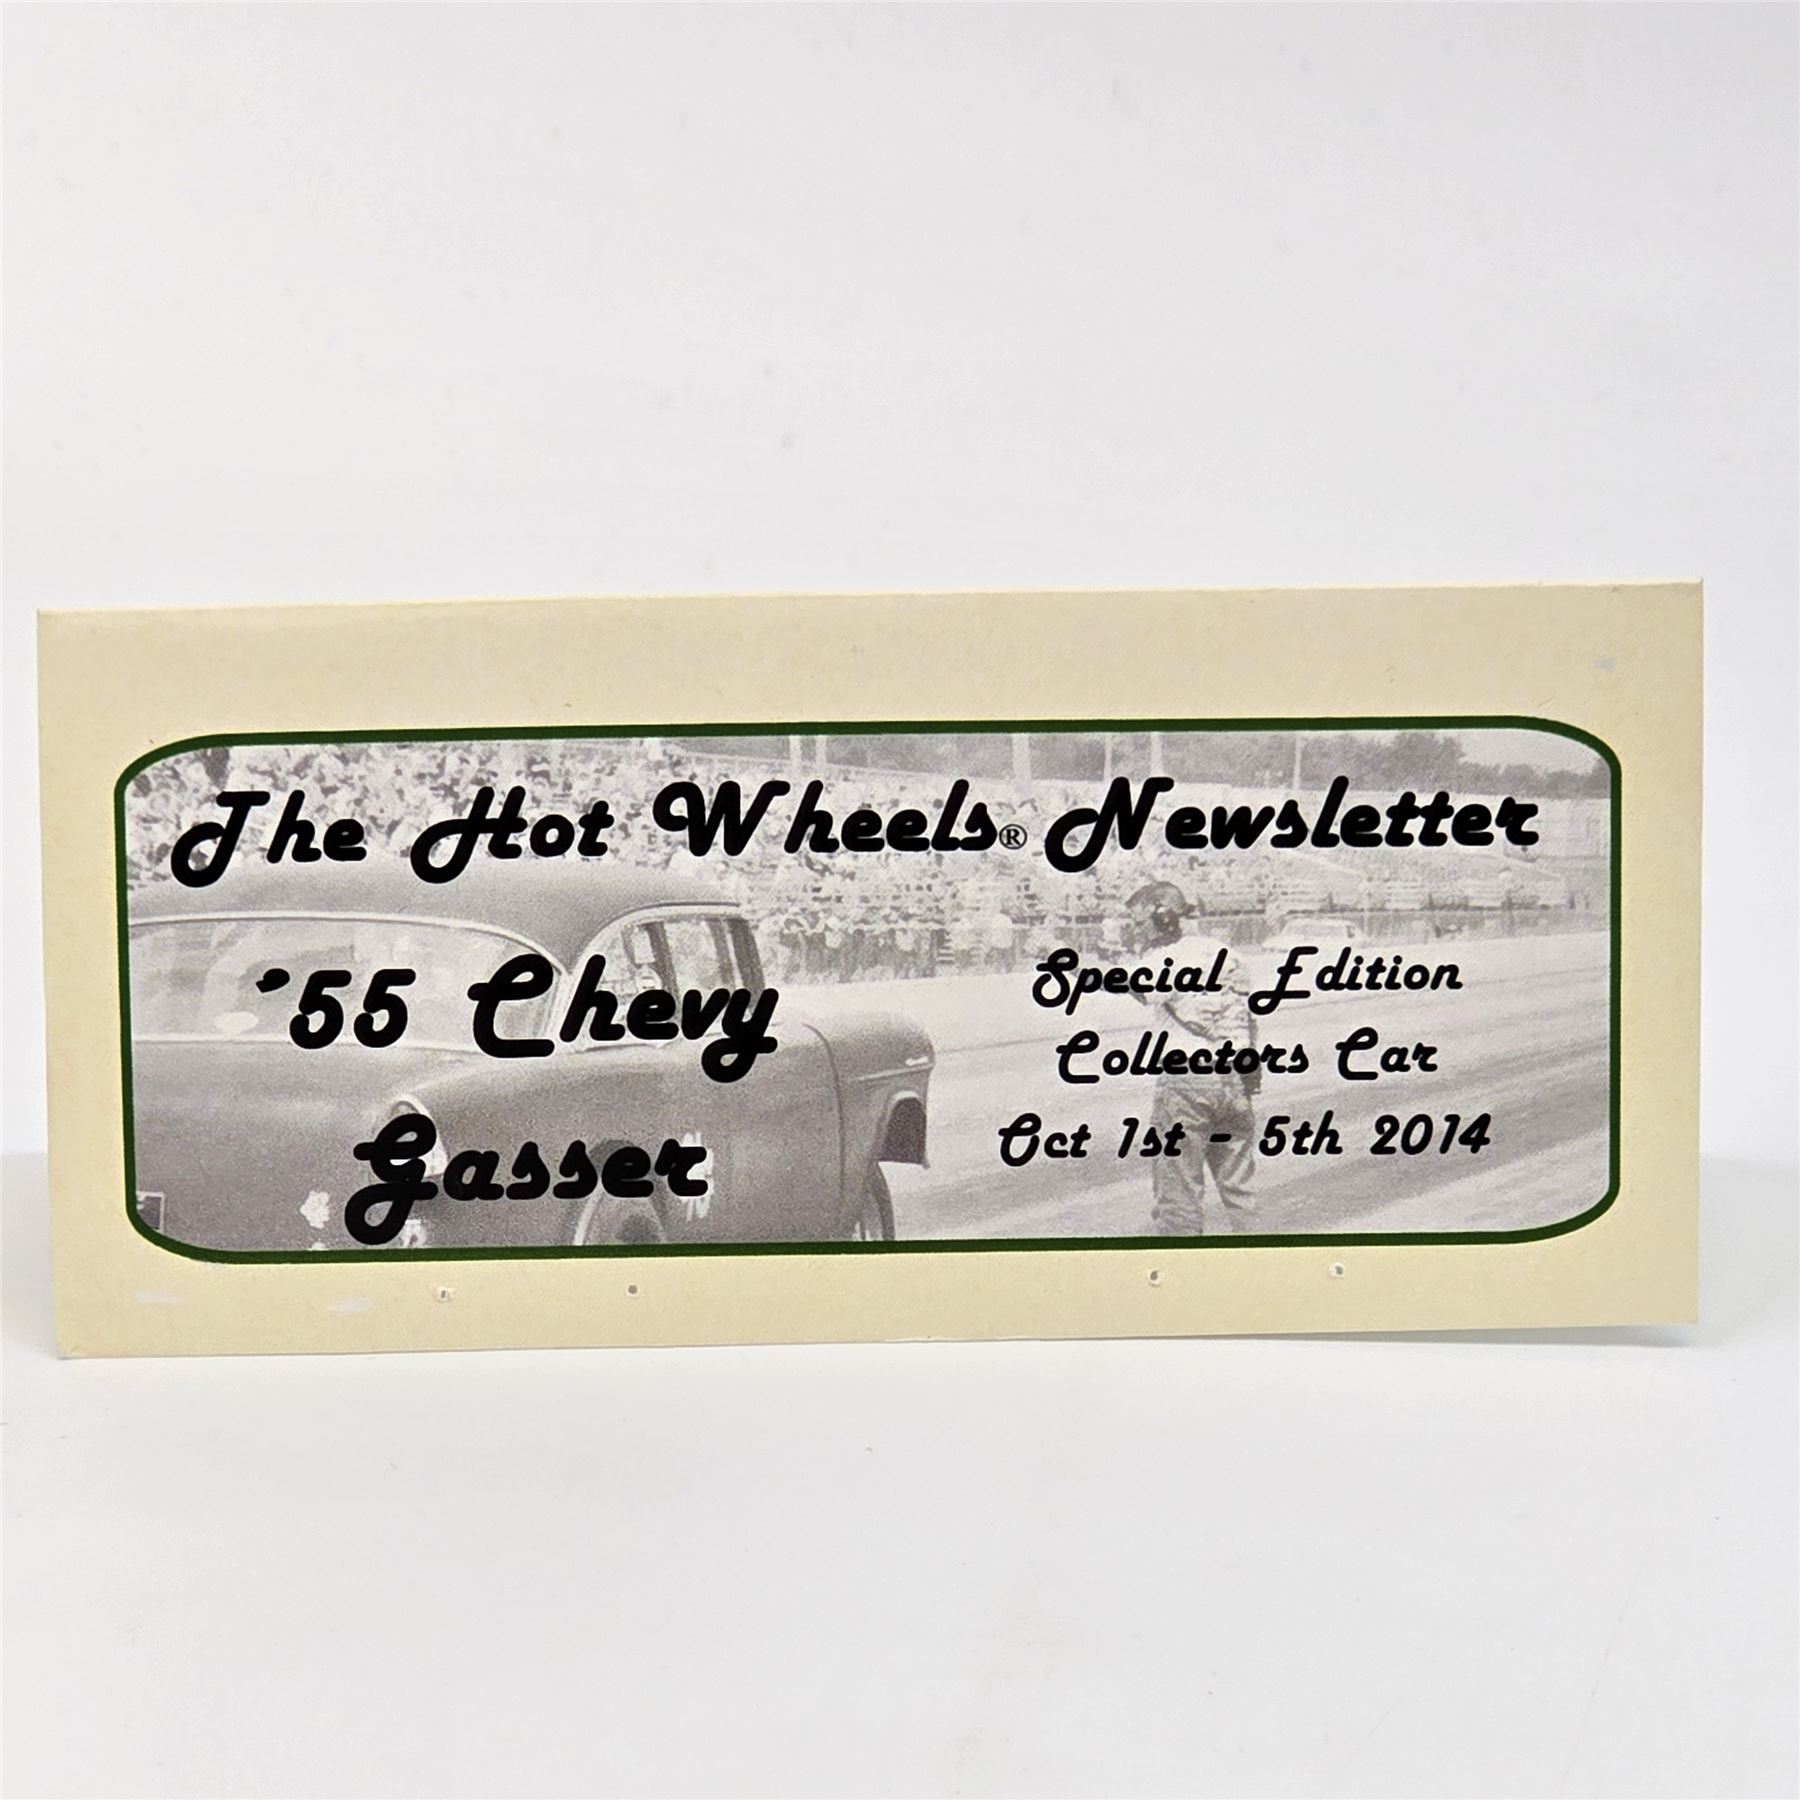 The Hot Wheels® Newsletter
'55 Chevy
Gasser
Special Edition
Collectors Car
Oct 1st - 5th 2014